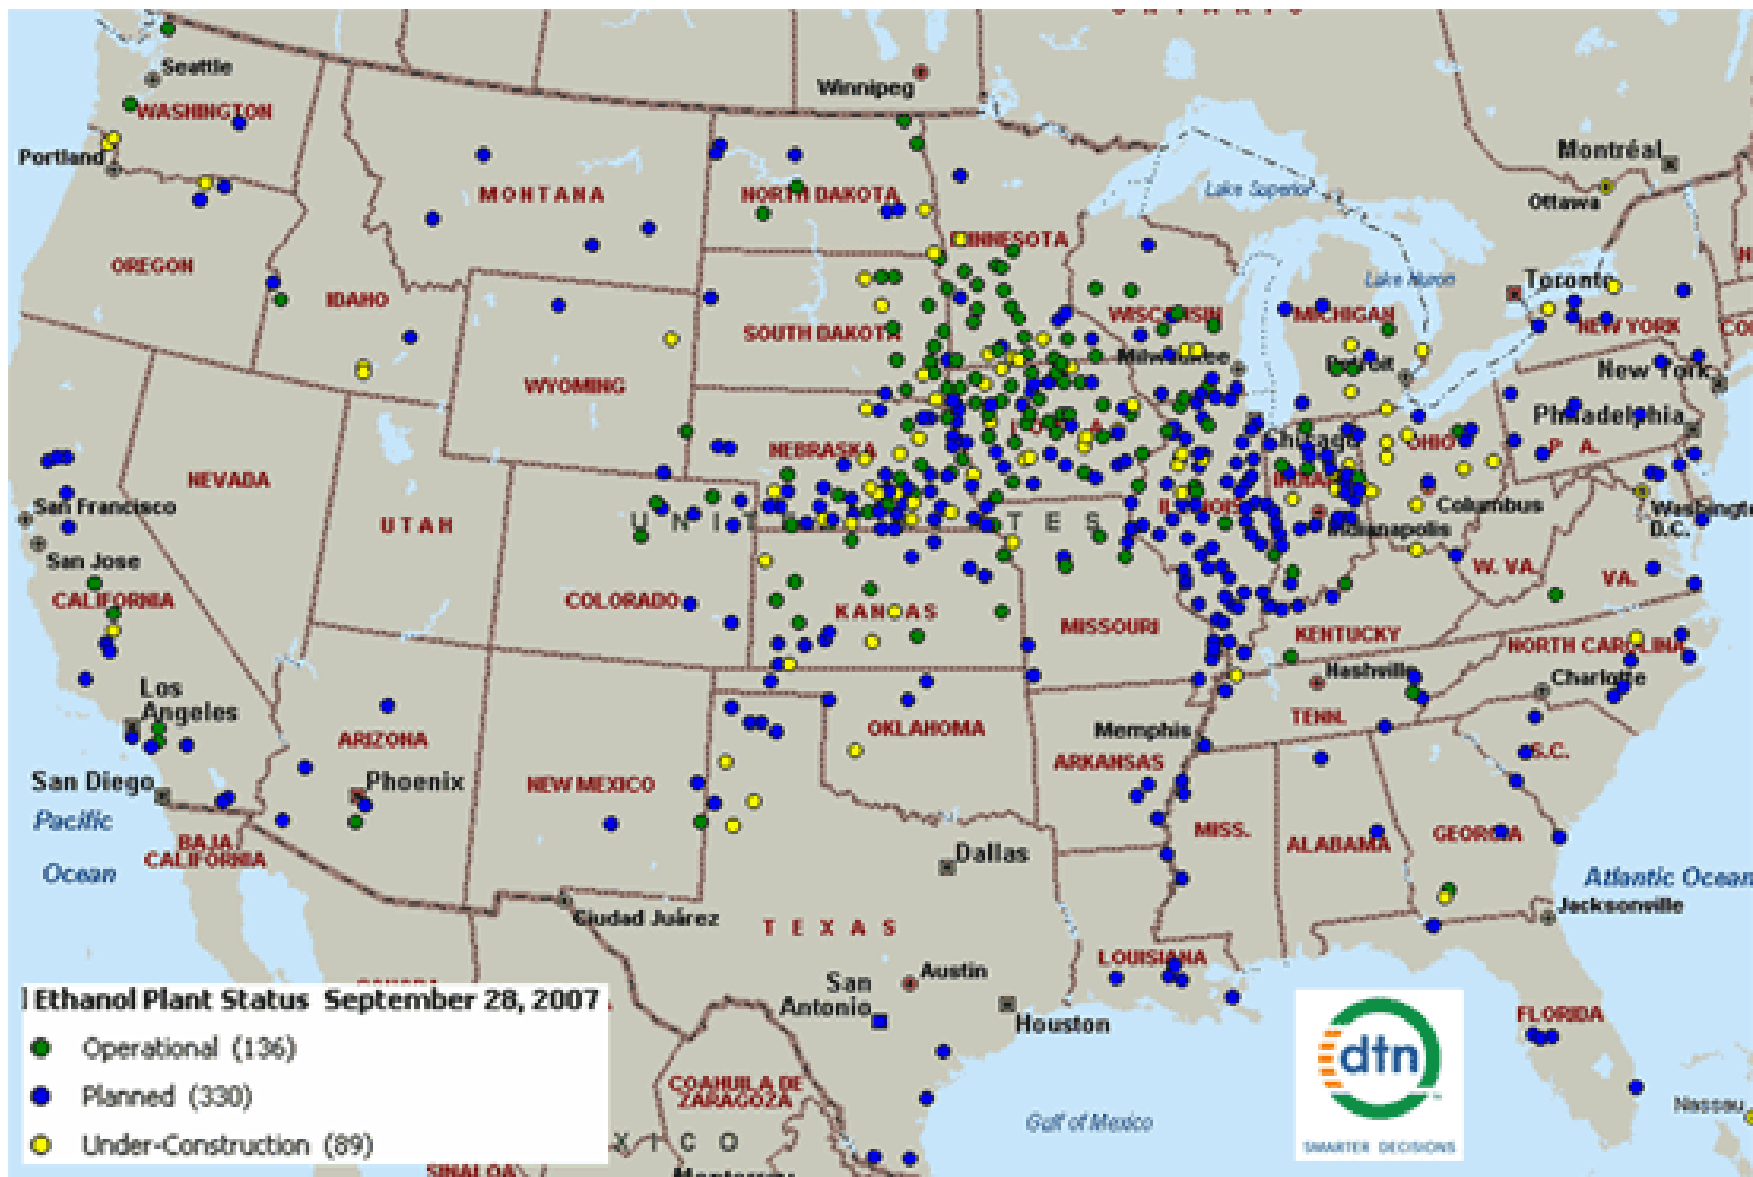 Winnipeg
Seattle
WASHINGTON
Portland
Montréal
Ottawa
MONTANA
NORTH DAKOTA
Lake Superior
MINNESOTA
OREGON
IDAHO
Lake Huron
Toronto
SOUTH DAKOTA
WISCONSIN
MICHIGAN
NEW YORK
Milwaukee
Detroit
New York
WYOMING
Philadelphia
IOWA
Chicago
OHIO
P A.
NEBRASKA
NEVADA
INDIANA
San Francisco
UTAH
ILLINOIS
Columbus
Washington
D.C.
Indianapolis
San Jose
CALIFORNIA
COLORADO
KANSAS
MISSOURI
W. VA.
VA.
KENTUCKY
NORTH CAROLINA
Nashville
Charlotte
Los
Angeles
ARIZONA
OKLAHOMA
Memphis
TENN.
ARKANSAS
S.C.
San Diego
Phoenix
NEW MEXICO
Pacific
Ocean
BAJA
CALIFORNIA
MISS.
ALABAMA
GEORGIA
Dallas
Atlantic Ocean
Jacksonville
Ciudad Juárez
TEXAS
LOUISIANA
Austin
San
Antonio
Houston
FLORIDA
Ethanol Plant Status September 28, 2007
Operational (136)
Planned (330)
Under-Construction (89)
COAHUILA DE
ZARAGOZA
Gulf of Mexico
Nassau
dtn
SMARTER DECISIONS